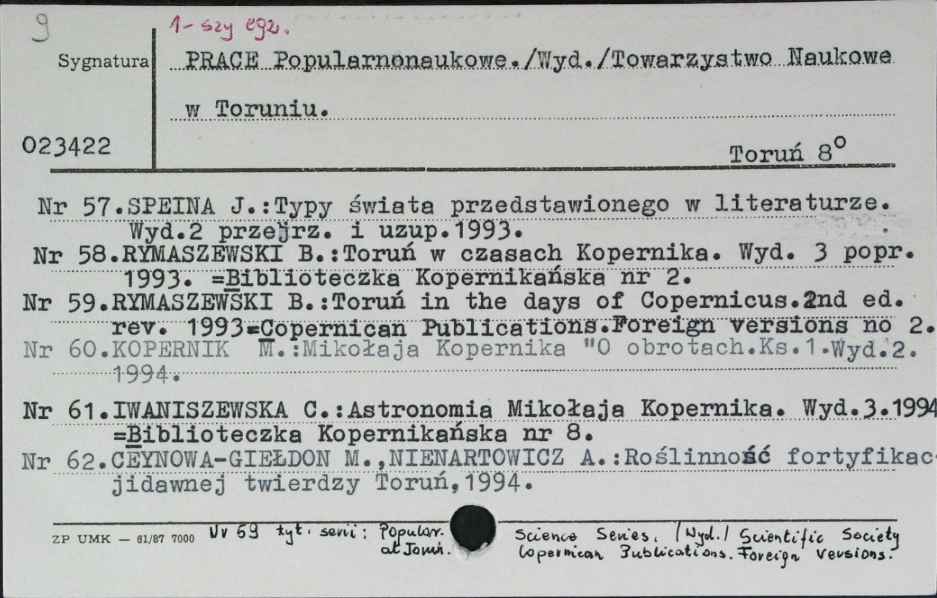 9
1-szy egz.
Sygnatura
PRACE Popularnonaukowe./Wyd./Towarzystwo Naukowe
w Toruniu.
023422
Toruń 8°
Nr 57.SPEINA J.:Typy świata przedstawionego w literaturze.
Wyd.2 przejrz. i uzup.1993.
Nr 58.RYMASZEWSKI B.:Toruń w czasach Kopernika. Wyd. 3 popr.
1993. =Biblioteczka Kopernikańska nr 2.
Nr 59.RYMASZEWSKI B.:Toruń in the days of Copernicus.2nd ed.
rev. 1993=Copernican Publications.Foreign versions no 2.
Nr 60.KOPERNIK M.:Mikołaja Kopernika "O obrotach.Ks.1.Wyd.2.
1994.
Nr 61.IWANISZEWSKA C.:Astronomia Mikołaja Kopernika. Wyd.3.1994
=Biblioteczka Kopernikańska nr 8.
Nr 62.CEYNOWA-GIEŁDON M.,NIENARTOWICZ A.:Roślinność fortyfikac-
jidawnej twierdzy Toruń,1994.
ZP UMK — 81/87 7000 Nr 59 tyt. serii: Popular. Science Series. /Wyd./ Scientific Society
at Toruń. Copernican Publications. Foreign Versions.